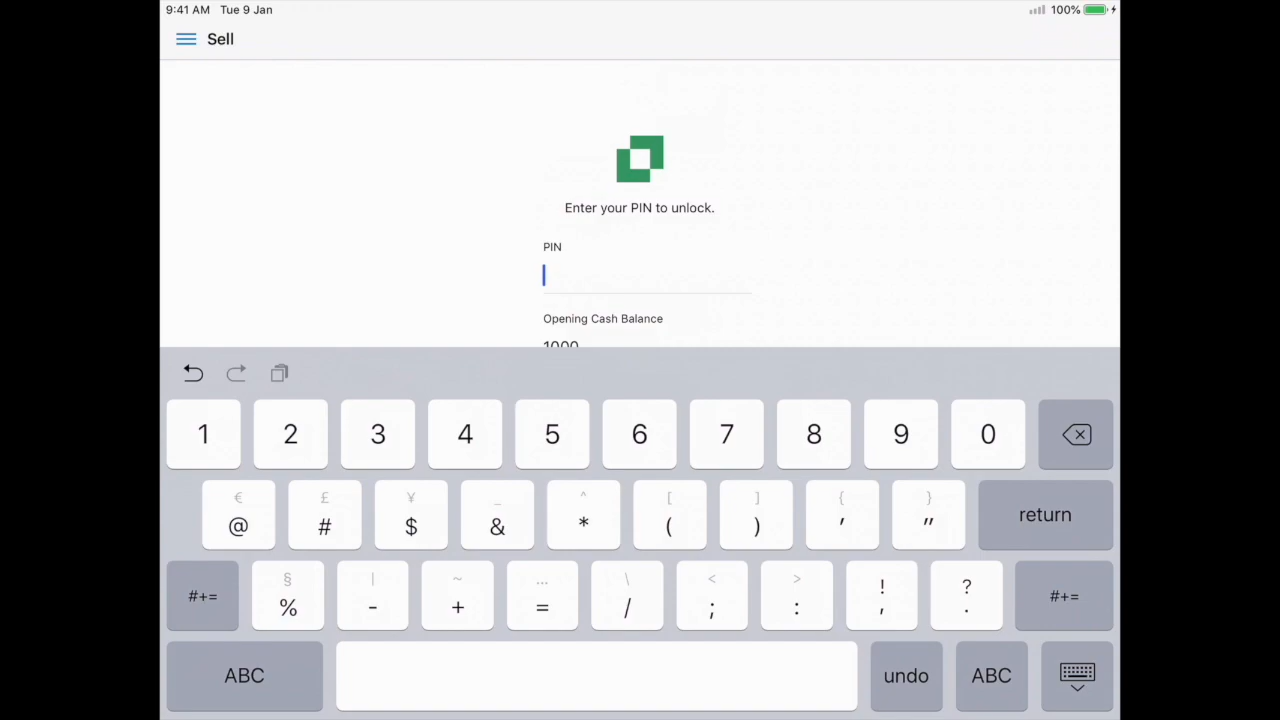 9:41 AM Tue 9 Jan 100%
Sell
Enter your PIN to unlock.
PIN
Opening Cash Balance
1000
1 2 3 4 5 6 7 8 9 0
€ £ ¥ _ ^ [ ] { }
@ # $ & * ( ) ' " return
§ | ~ … \ < > ! ?
#+= % - + = / ; : , . #+=
ABC undo ABC